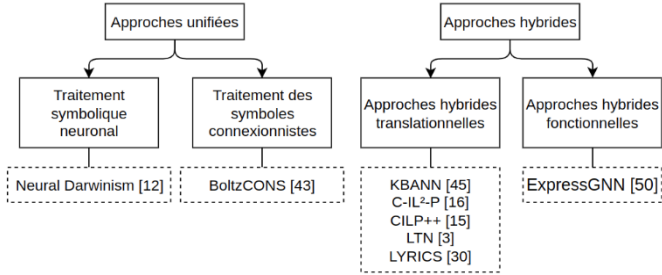 Approches unifiées
Approches hybrides
Traitement
symbolique
neuronal
Traitement des
symboles
connexionnistes
Approches hybrides
translationnelles
Approches hybrides
fonctionnelles
Neural Darwinism [12]
BoltzCONS [43]
KBANN [45]
C-IL²-P [16]
CILP++ [15]
LTN [3]
LYRICS [30]
ExpressGNN [50]